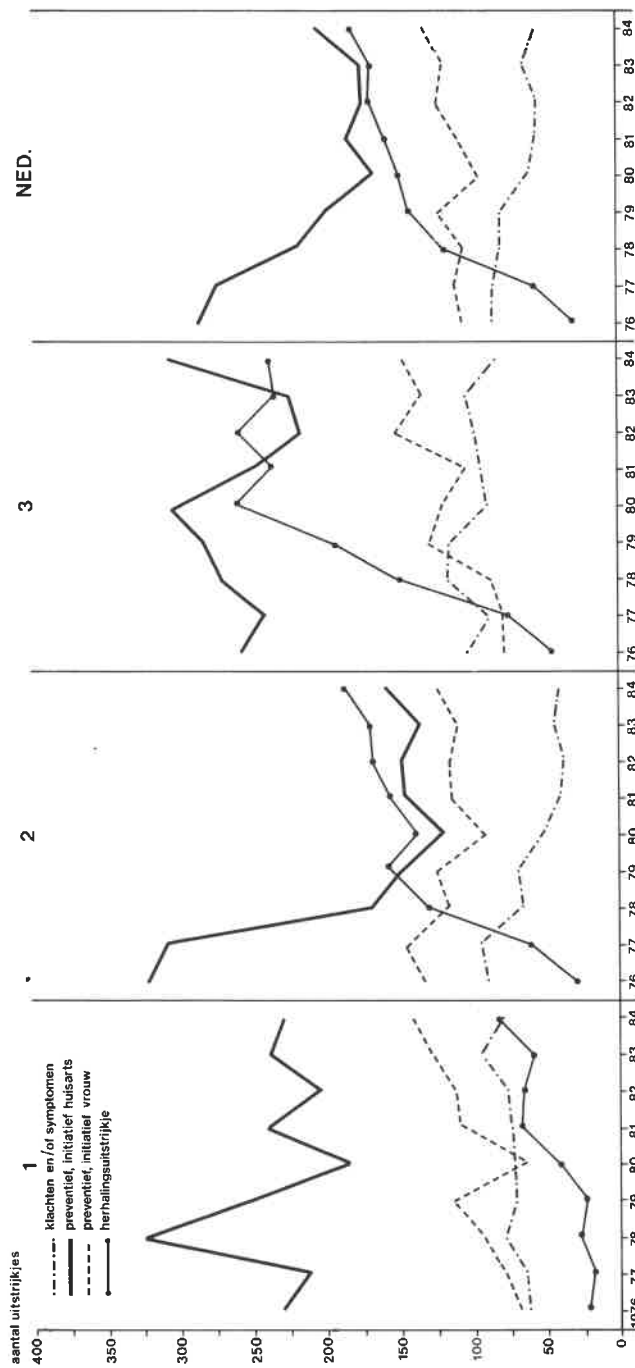 aantal uitstrijkjes
1
2
3
NED.
klachten en/of symptomen
preventief, initiatief huisarts
preventief, initiatief vrouw
herhalingsuitstrijkje
400
350
300
250
200
150
100
50
0
1976 77 78 79 80 81 82 83 84
76 77 78 79 80 81 82 83 84
76 77 78 79 80 81 82 83 84
76 77 78 79 80 81 82 83 84